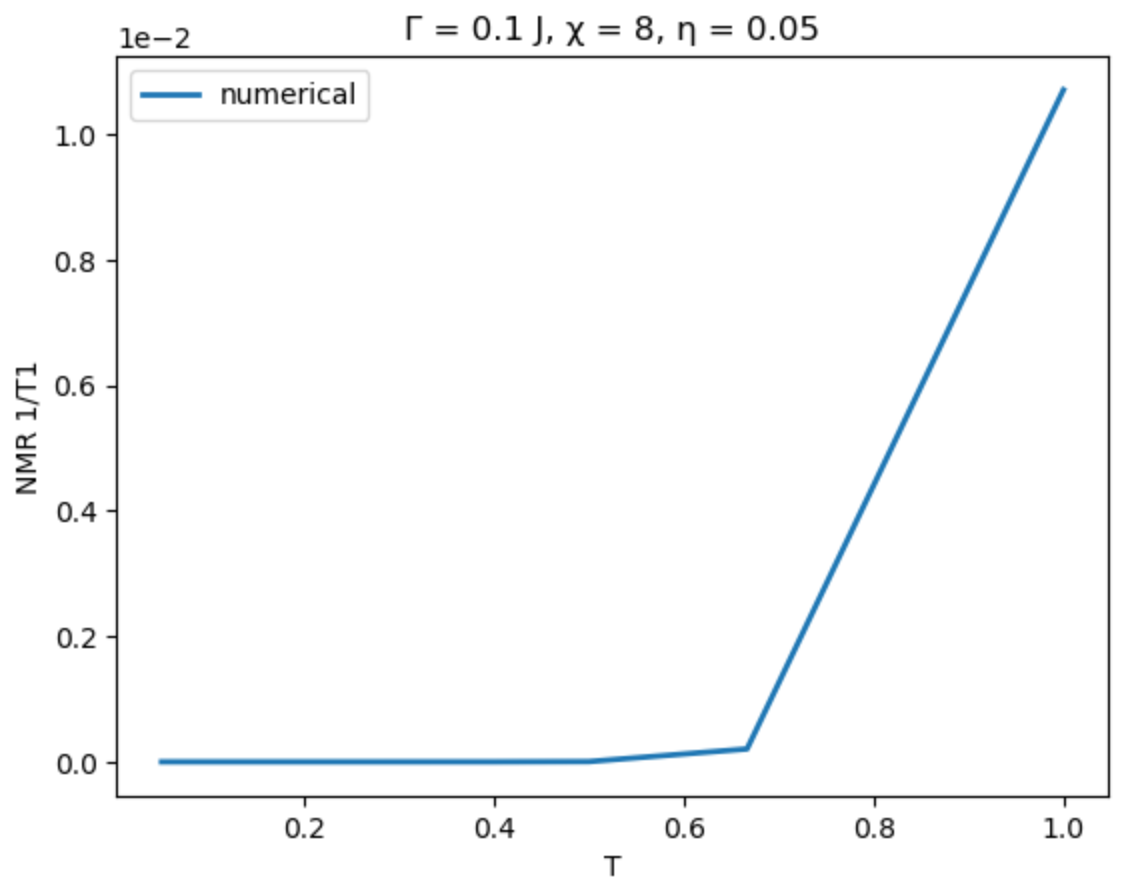 Γ = 0.1 J, χ = 8, η = 0.05
1e−2
numerical
1.0
0.8
0.6
0.4
0.2
0.0
NMR 1/T1
0.2 0.4 0.6 0.8 1.0
T